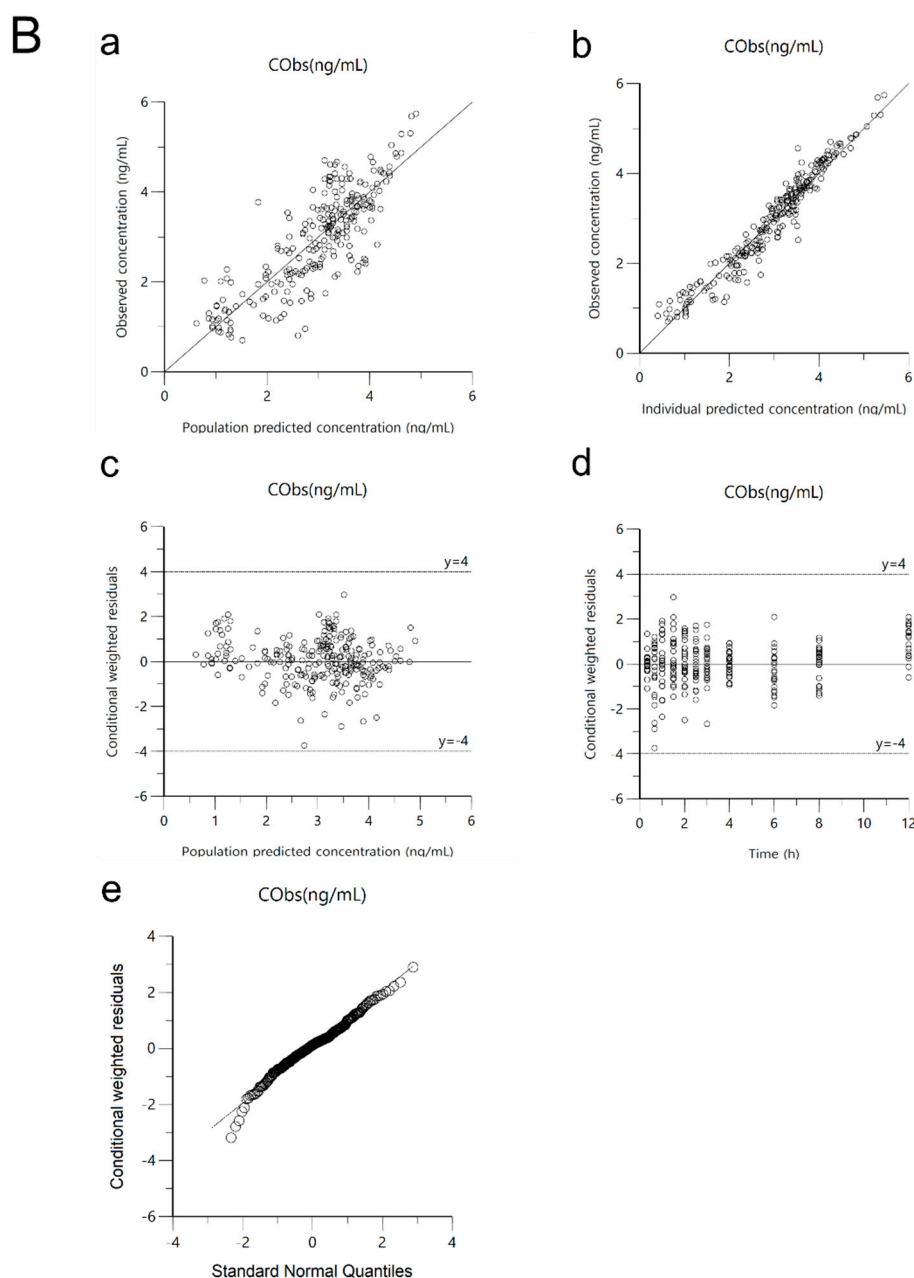 B
a
CObs(ng/mL)
6
4
2
0
0
2
4
6
Observed concentration (ng/mL)
Population predicted concentration (ng/mL)
b
CObs(ng/mL)
6
4
2
0
0
2
4
6
Observed concentration (ng/mL)
Individual predicted concentration (ng/mL)
c
CObs(ng/mL)
6
4
2
0
-2
-4
-6
y=4
y=-4
0
1
2
3
4
5
6
Conditional weighted residuals
Population predicted concentration (ng/mL)
d
CObs(ng/mL)
6
4
2
0
-2
-4
-6
y=4
y=-4
0
2
4
6
8
10
12
Conditional weighted residuals
Time (h)
e
CObs(ng/mL)
4
2
0
-2
-4
-6
-4
-2
0
2
4
Conditional weighted residuals
Standard Normal Quantiles